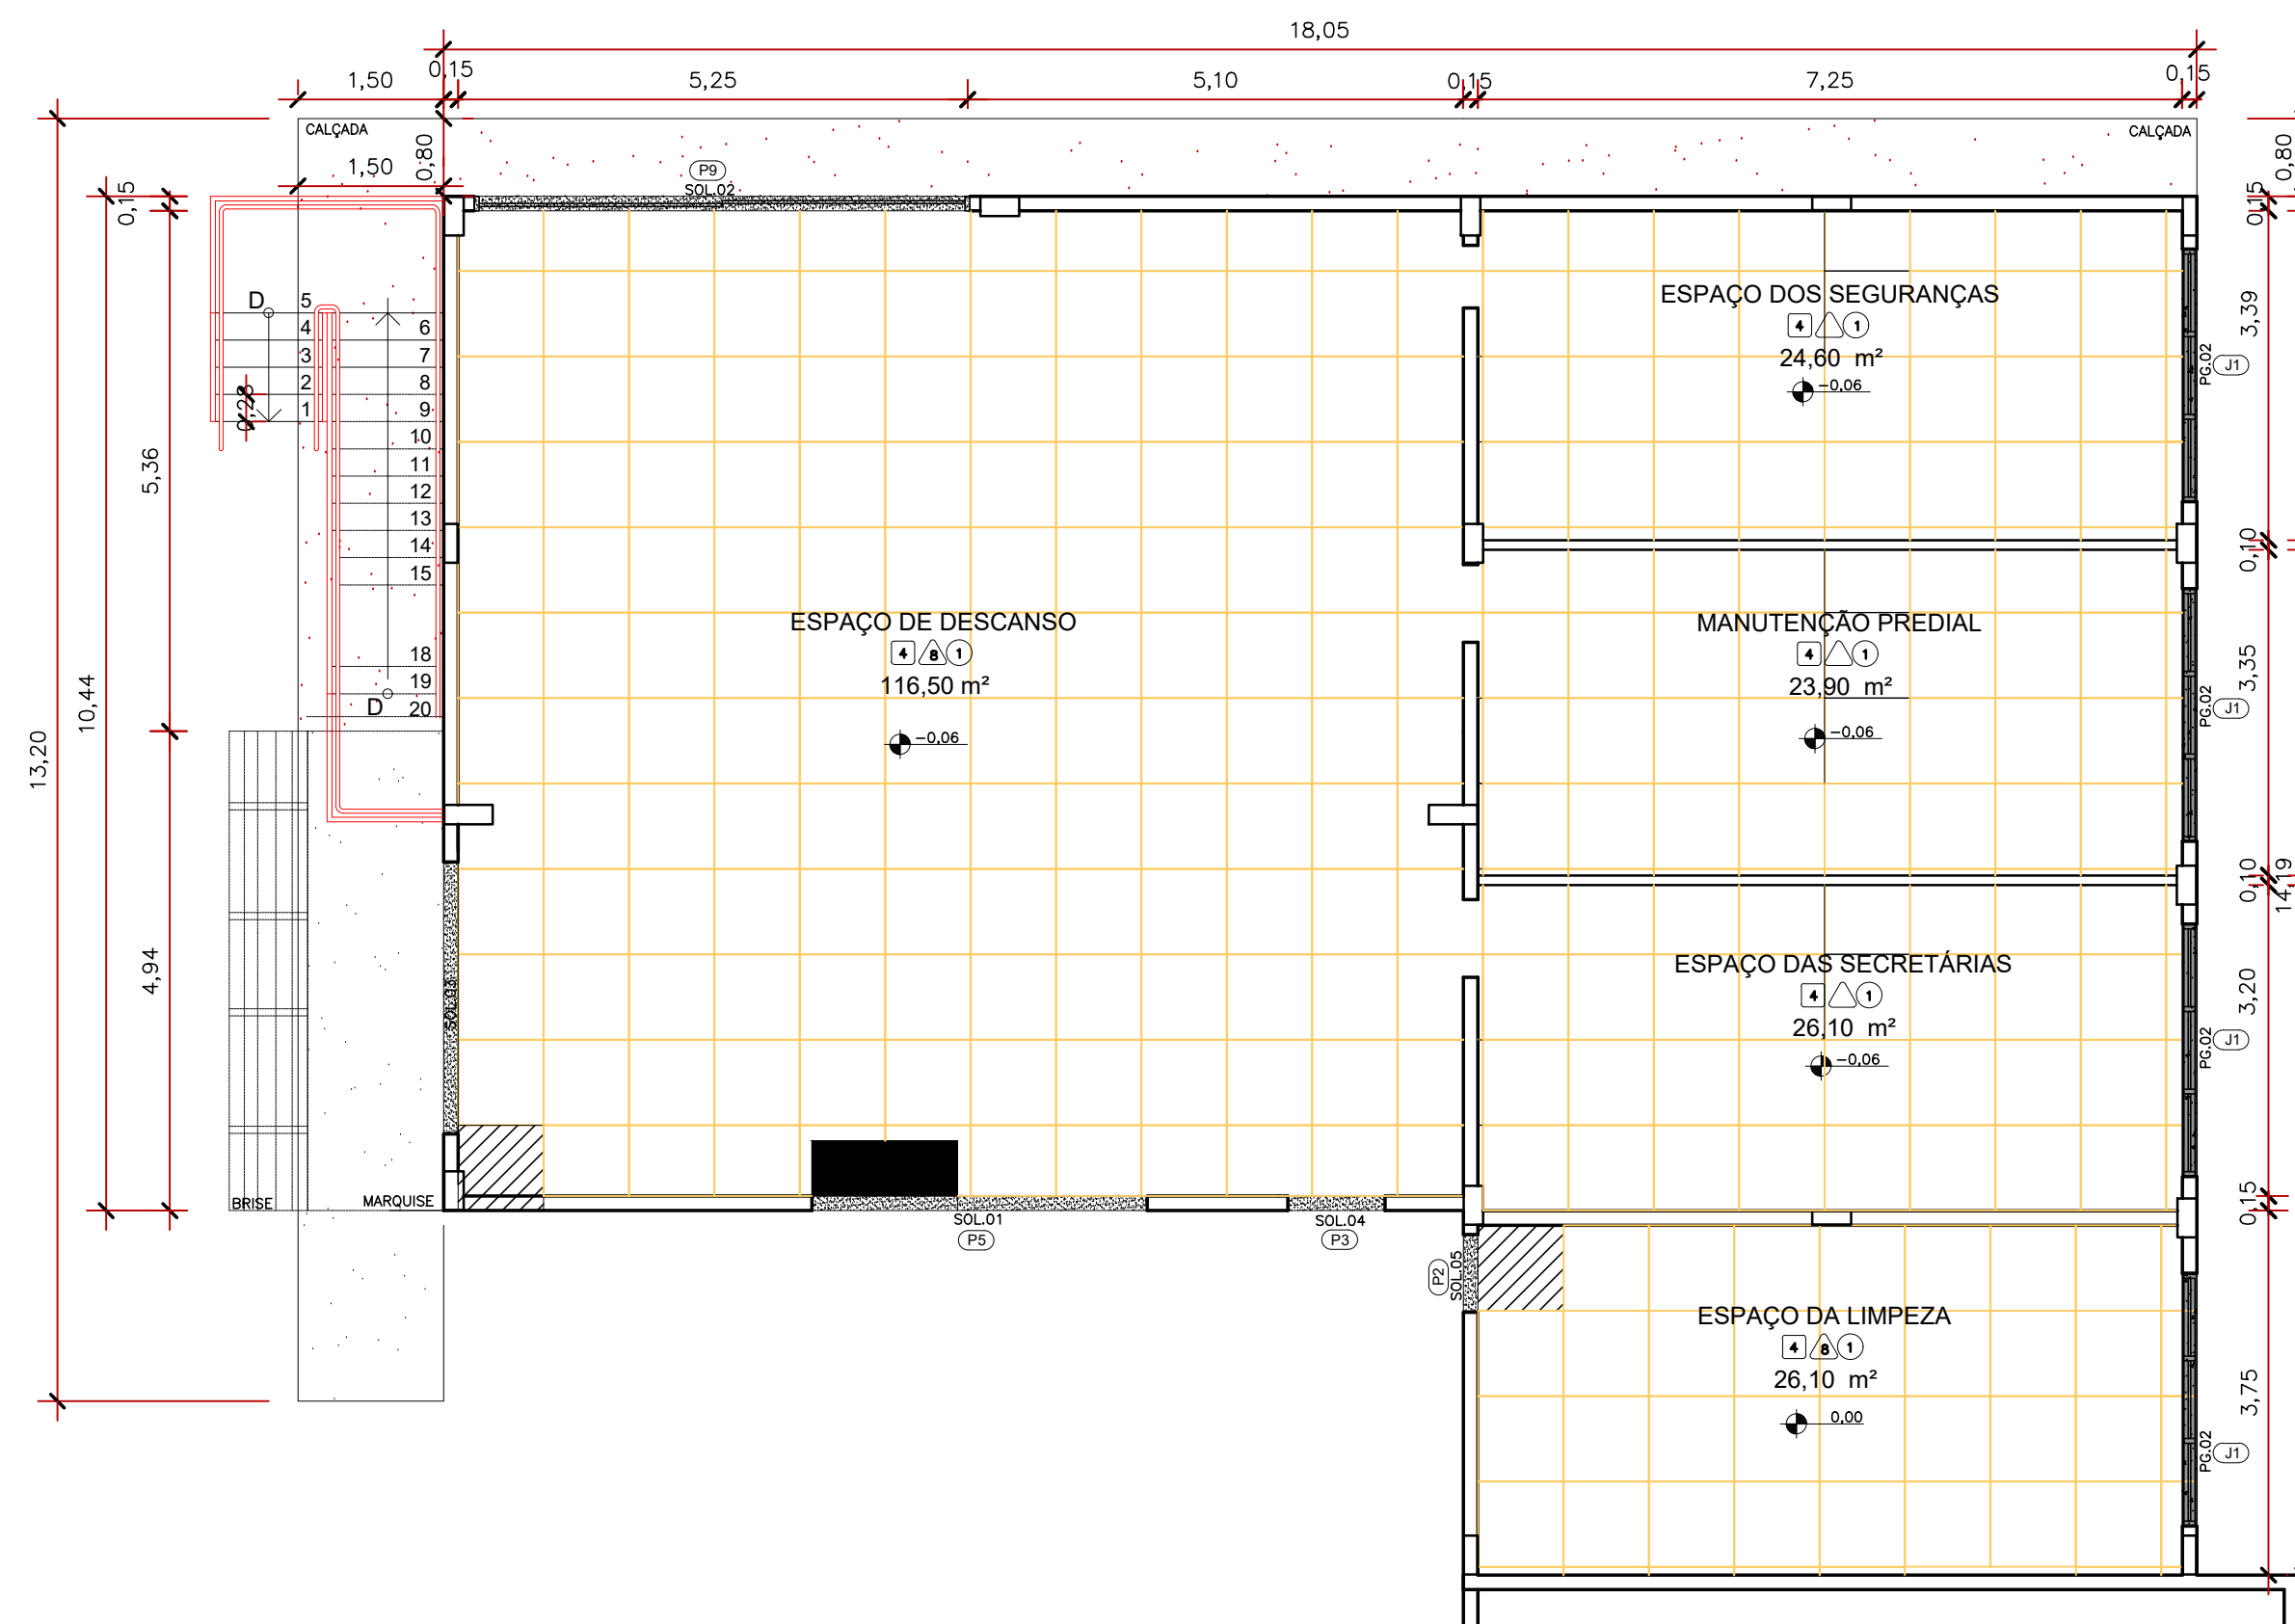 18,05
1,50
0,15
5,25
5,10
0,15
7,25
0,15
CALÇADA
CALÇADA
0,80
0,80
1,50
P9
SOL.02
0,15
0,15
D
5
4
3
2
1
0,28
6
7
8
9
10
11
12
13
14
15
18
19
20
D
5,36
10,44
13,20
4,94
ESPAÇO DOS SEGURANÇAS
4 1
24,60 m²
-0,06
3,39
PG.02
J1
0,10
ESPAÇO DE DESCANSO
4 8 1
116,50 m²
-0,06
MANUTENÇÃO PREDIAL
4 1
23,90 m²
-0,06
3,35
PG.02
J1
0,10
14,19
ESPAÇO DAS SECRETÁRIAS
4 1
26,10 m²
-0,06
3,20
PG.02
J1
SOL.03
0,15
BRISE
MARQUISE
SOL.01
P5
SOL.04
P3
P2
SOL.05
ESPAÇO DA LIMPEZA
4 8 1
26,10 m²
0,00
3,75
PG.02
J1